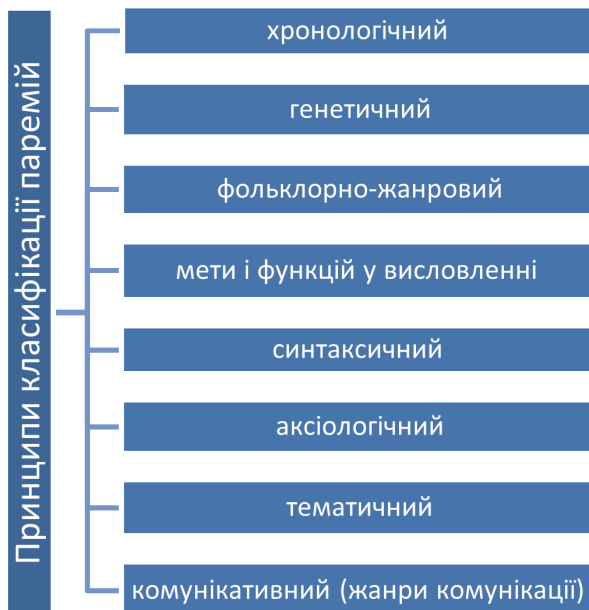 Принципи класифікації паремій
хронологічний
генетичний
фольклорно-жанровий
мети і функцій у висловленні
синтаксичний
аксіологічний
тематичний
комунікативний (жанри комунікації)